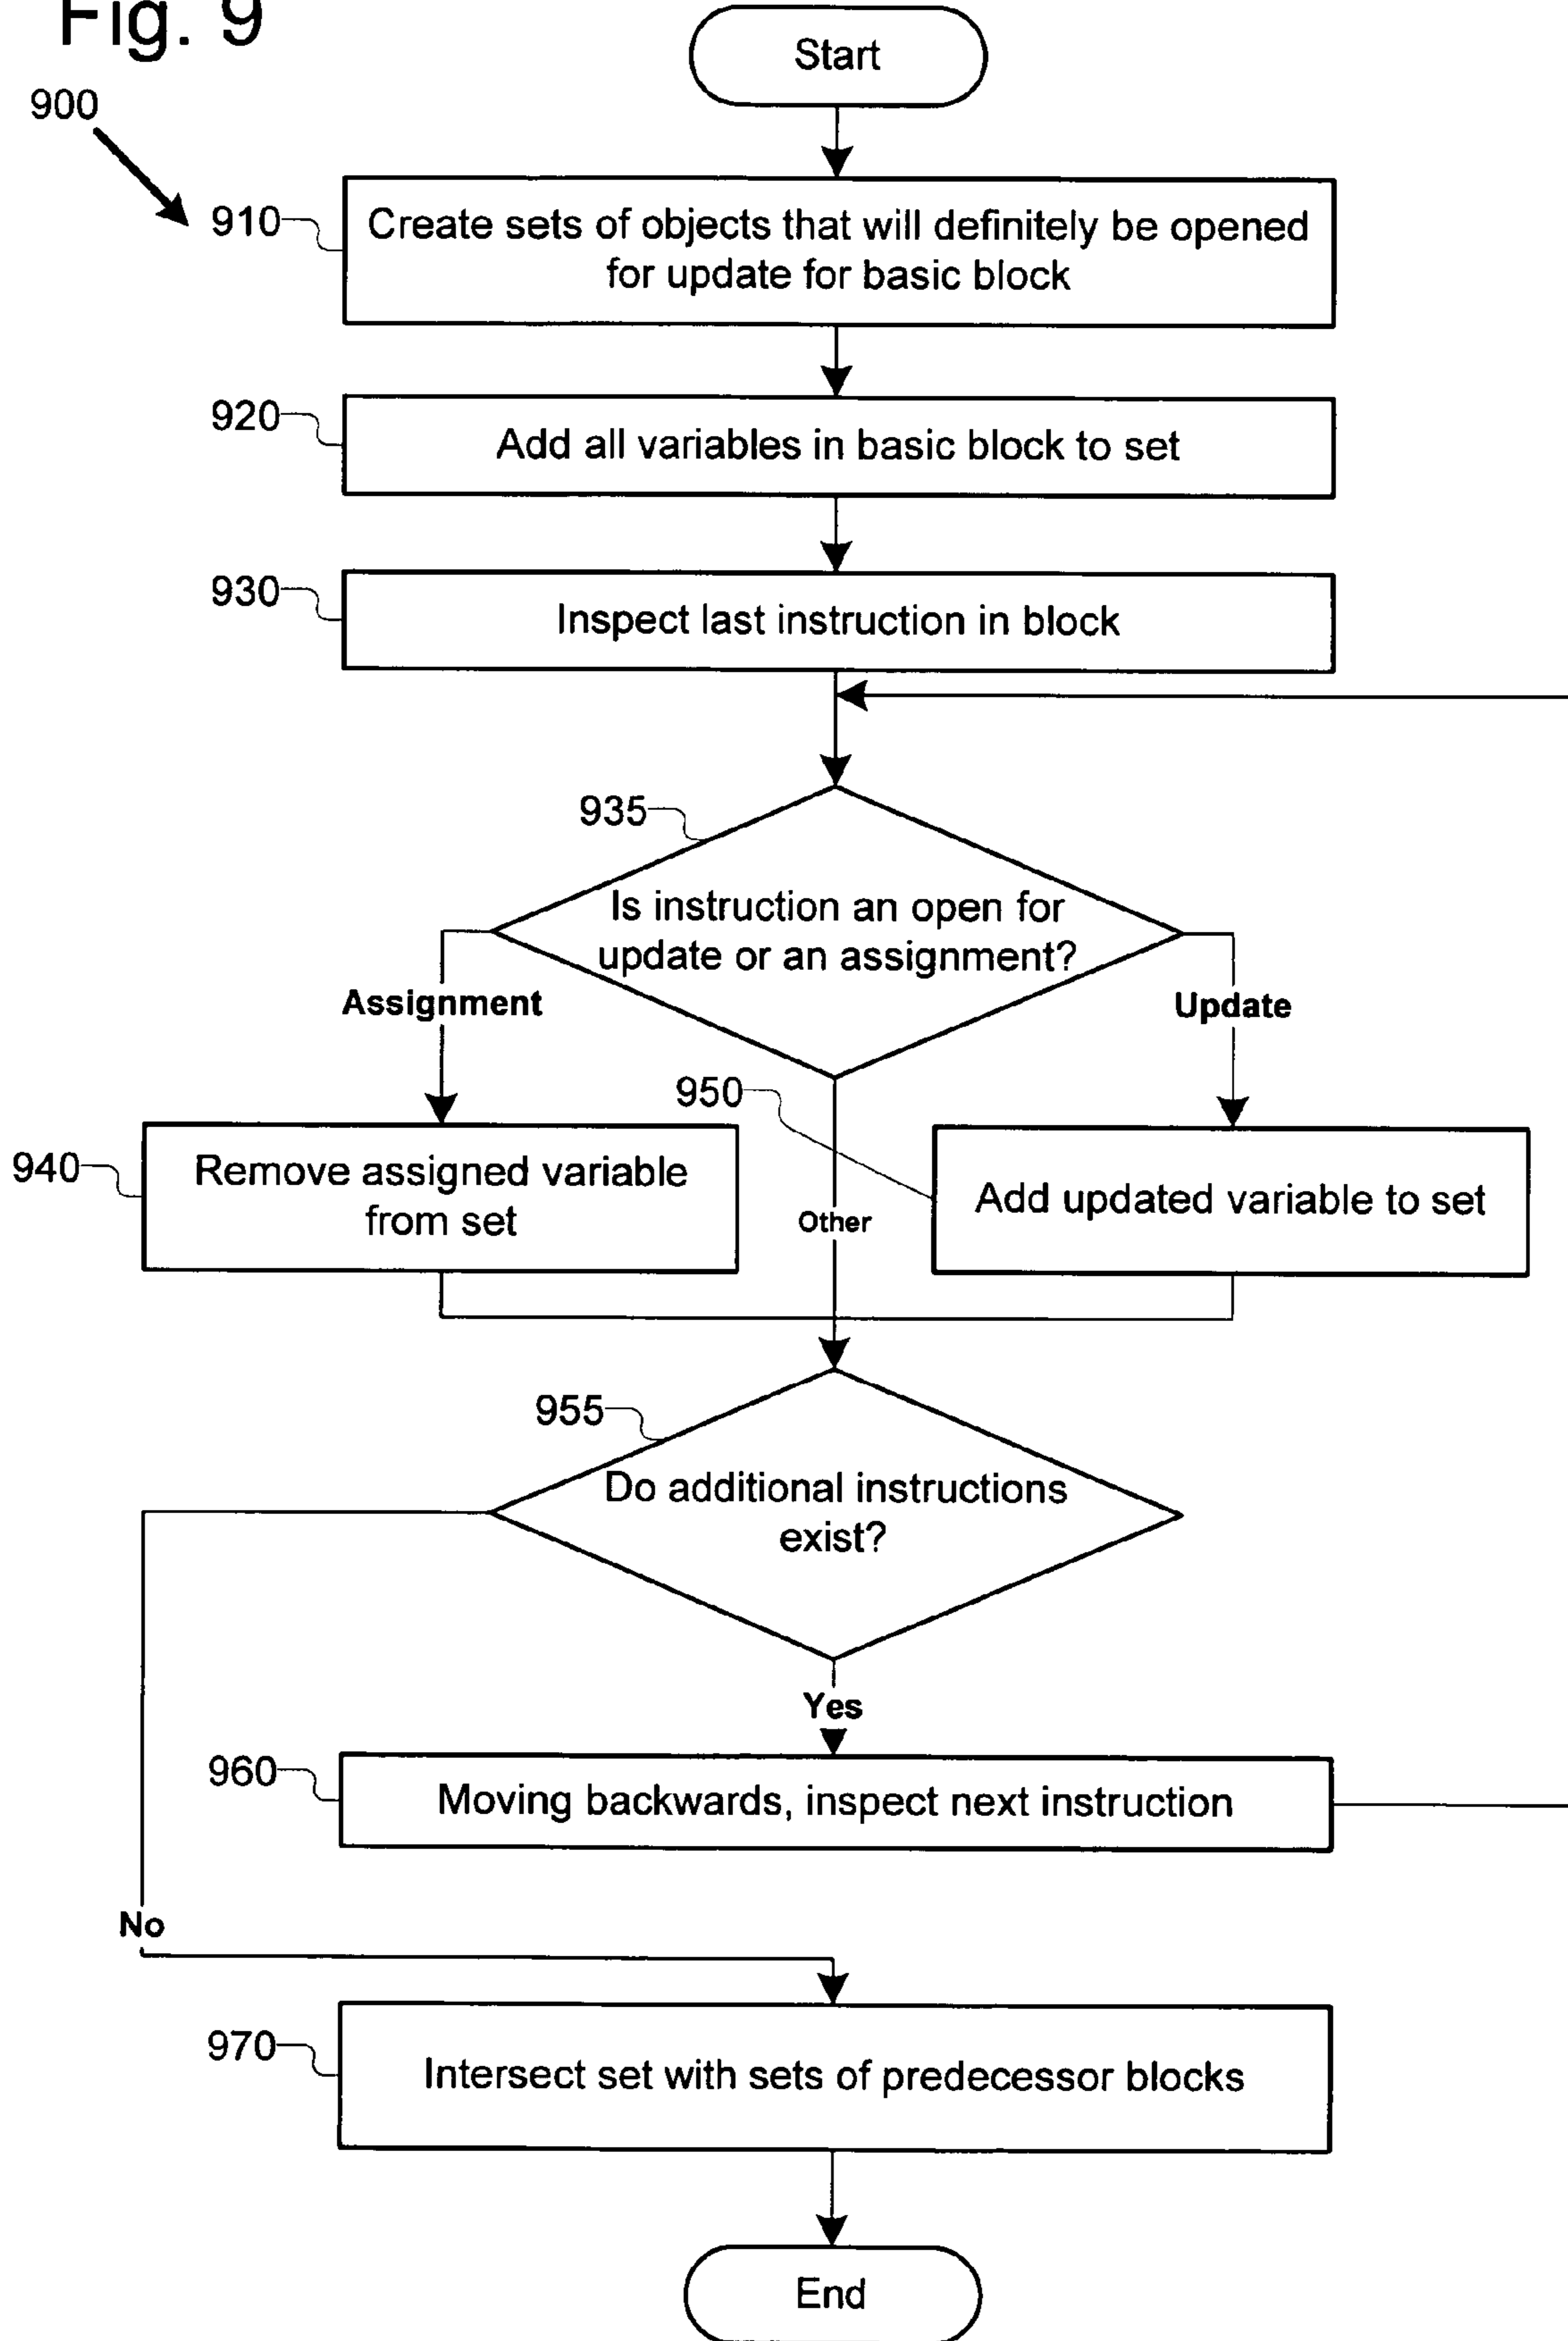 Fig. 9
900
Start
910
Create sets of objects that will definitely be opened
for update for basic block
920
Add all variables in basic block to set
930
Inspect last instruction in block
935
Is instruction an open for
update or an assignment?
Assignment
Update
950
940
Remove assigned variable
from set
Other
Add updated variable to set
955
Do additional instructions
exist?
Yes
960
Moving backwards, inspect next instruction
No
970
Intersect set with sets of predecessor blocks
End